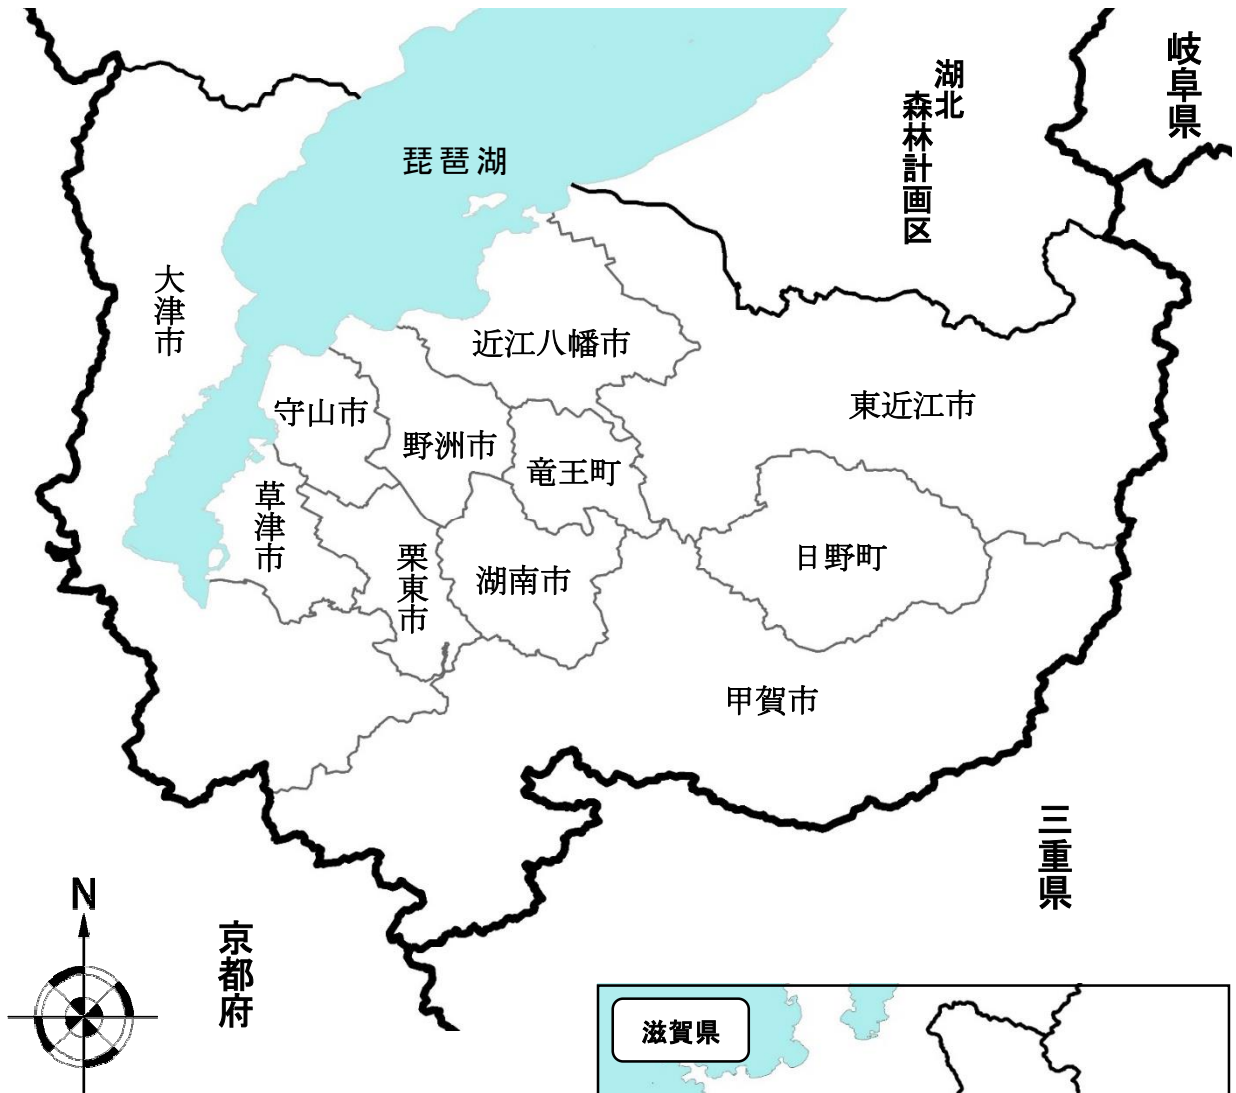 岐阜県
湖北
森林計画区
琵琶湖
大津市
近江八幡市
東近江市
守山市
野洲市
竜王町
草津市
栗東市
湖南市
日野町
甲賀市
三重県
N
京都府
滋賀県